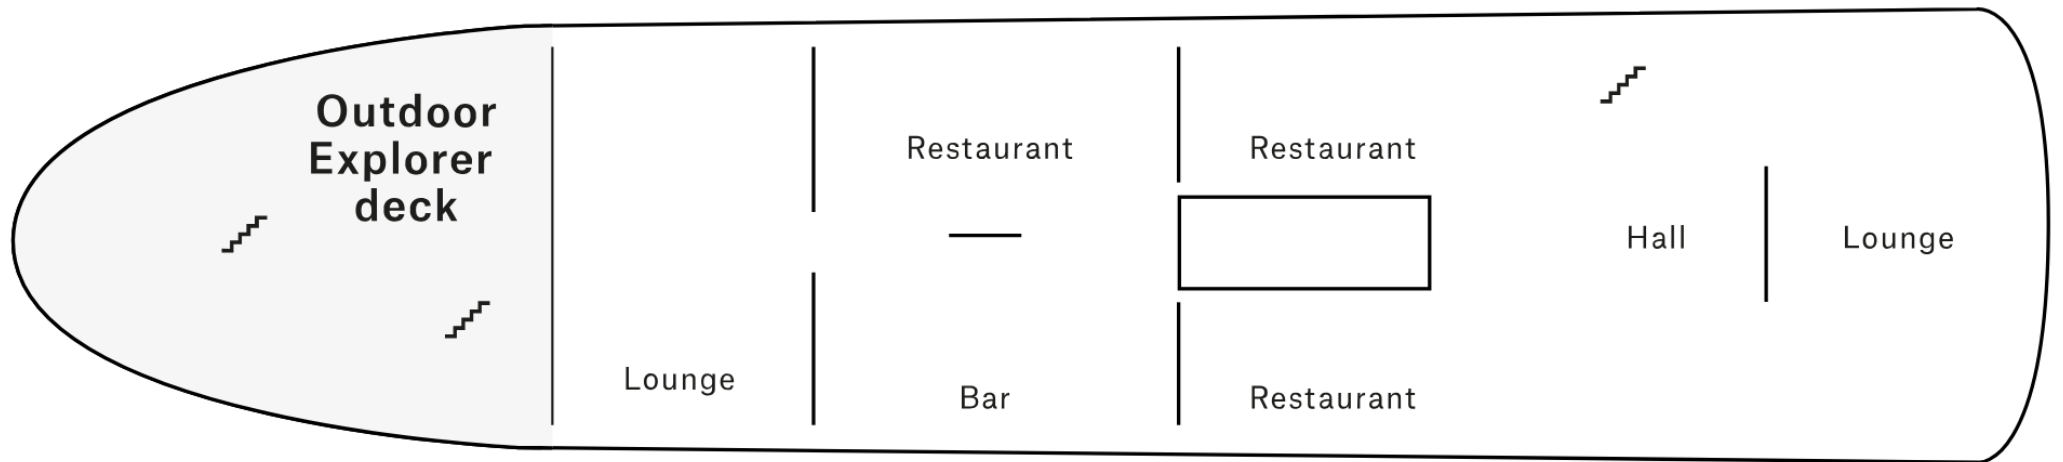 Outdoor
Explorer
deck
Restaurant
Restaurant
Hall
Lounge
Lounge
Bar
Restaurant